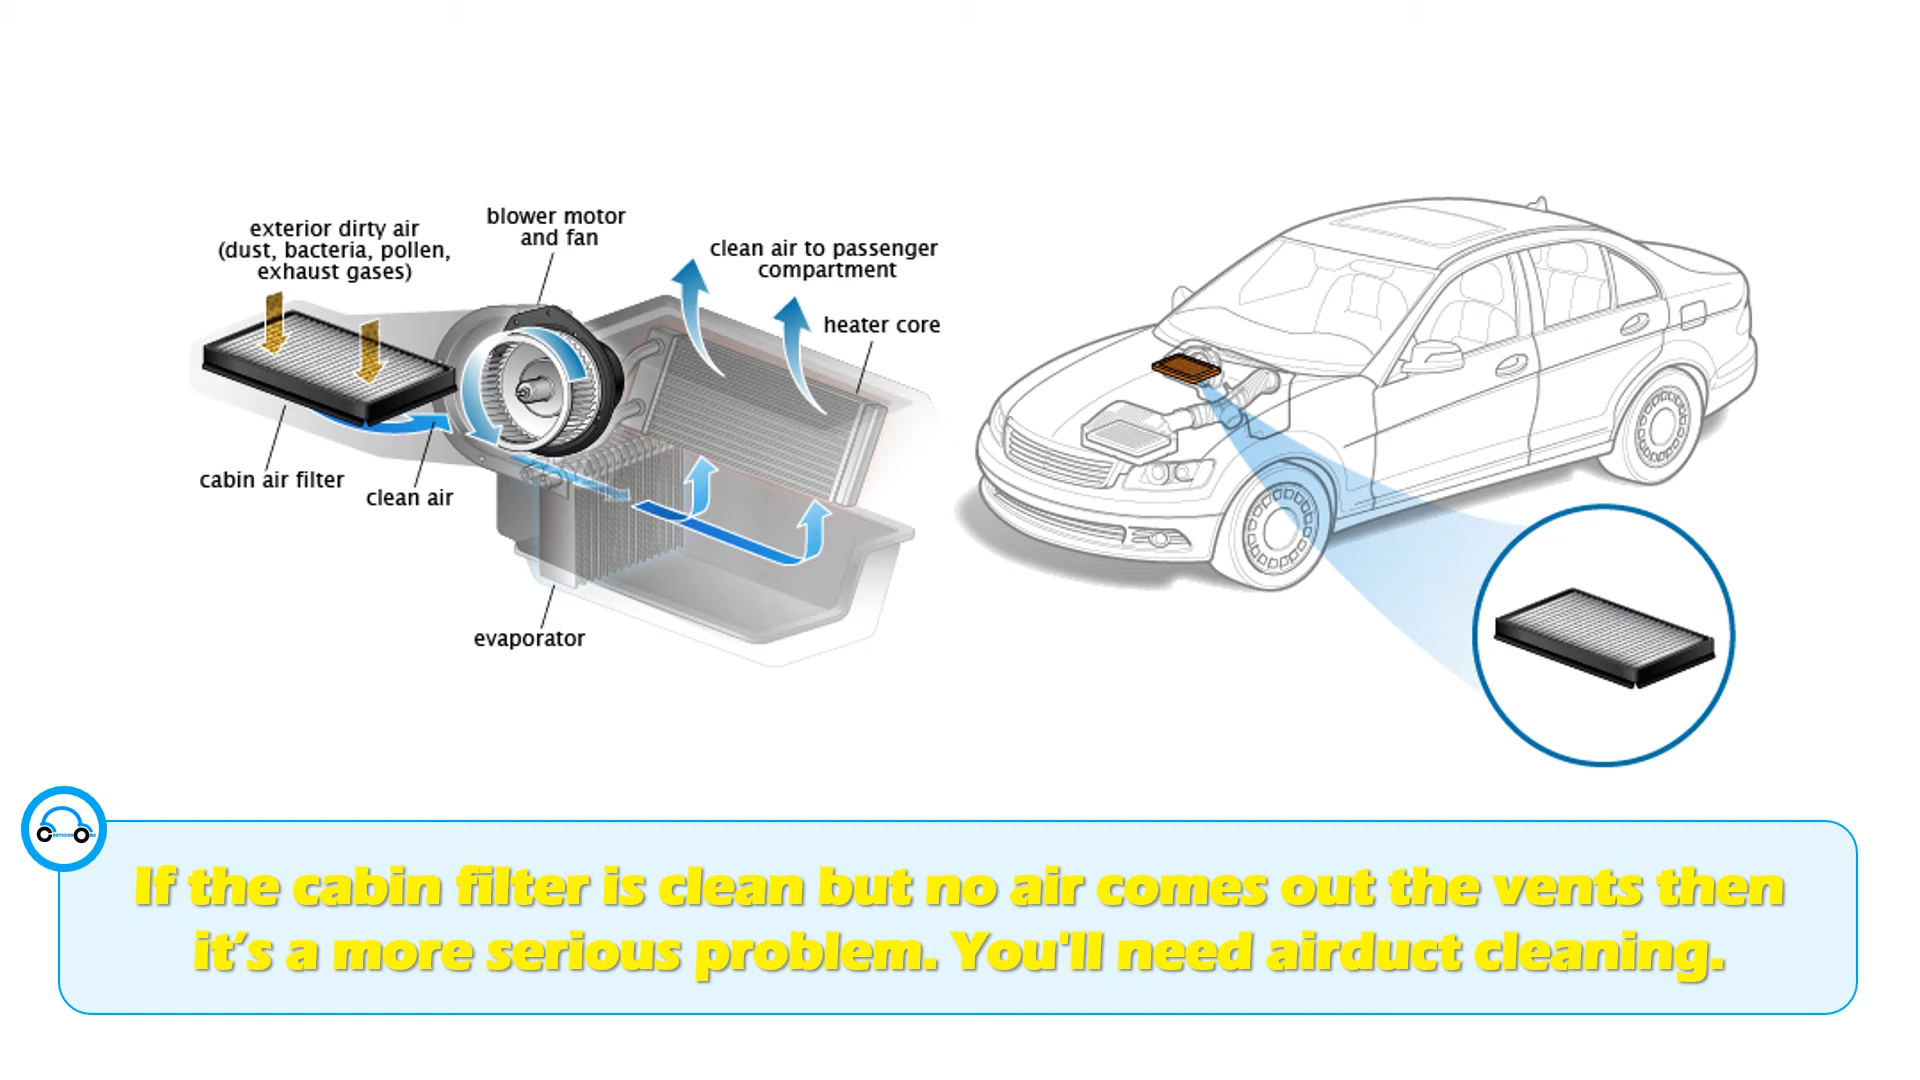 exterior dirty air
(dust, bacteria, pollen,
exhaust gases)
blower motor
and fan
clean air to passenger
compartment
heater core
cabin air filter
clean air
evaporator
If the cabin filter is clean but no air comes out the vents then
it’s a more serious problem. You'll need airduct cleaning.